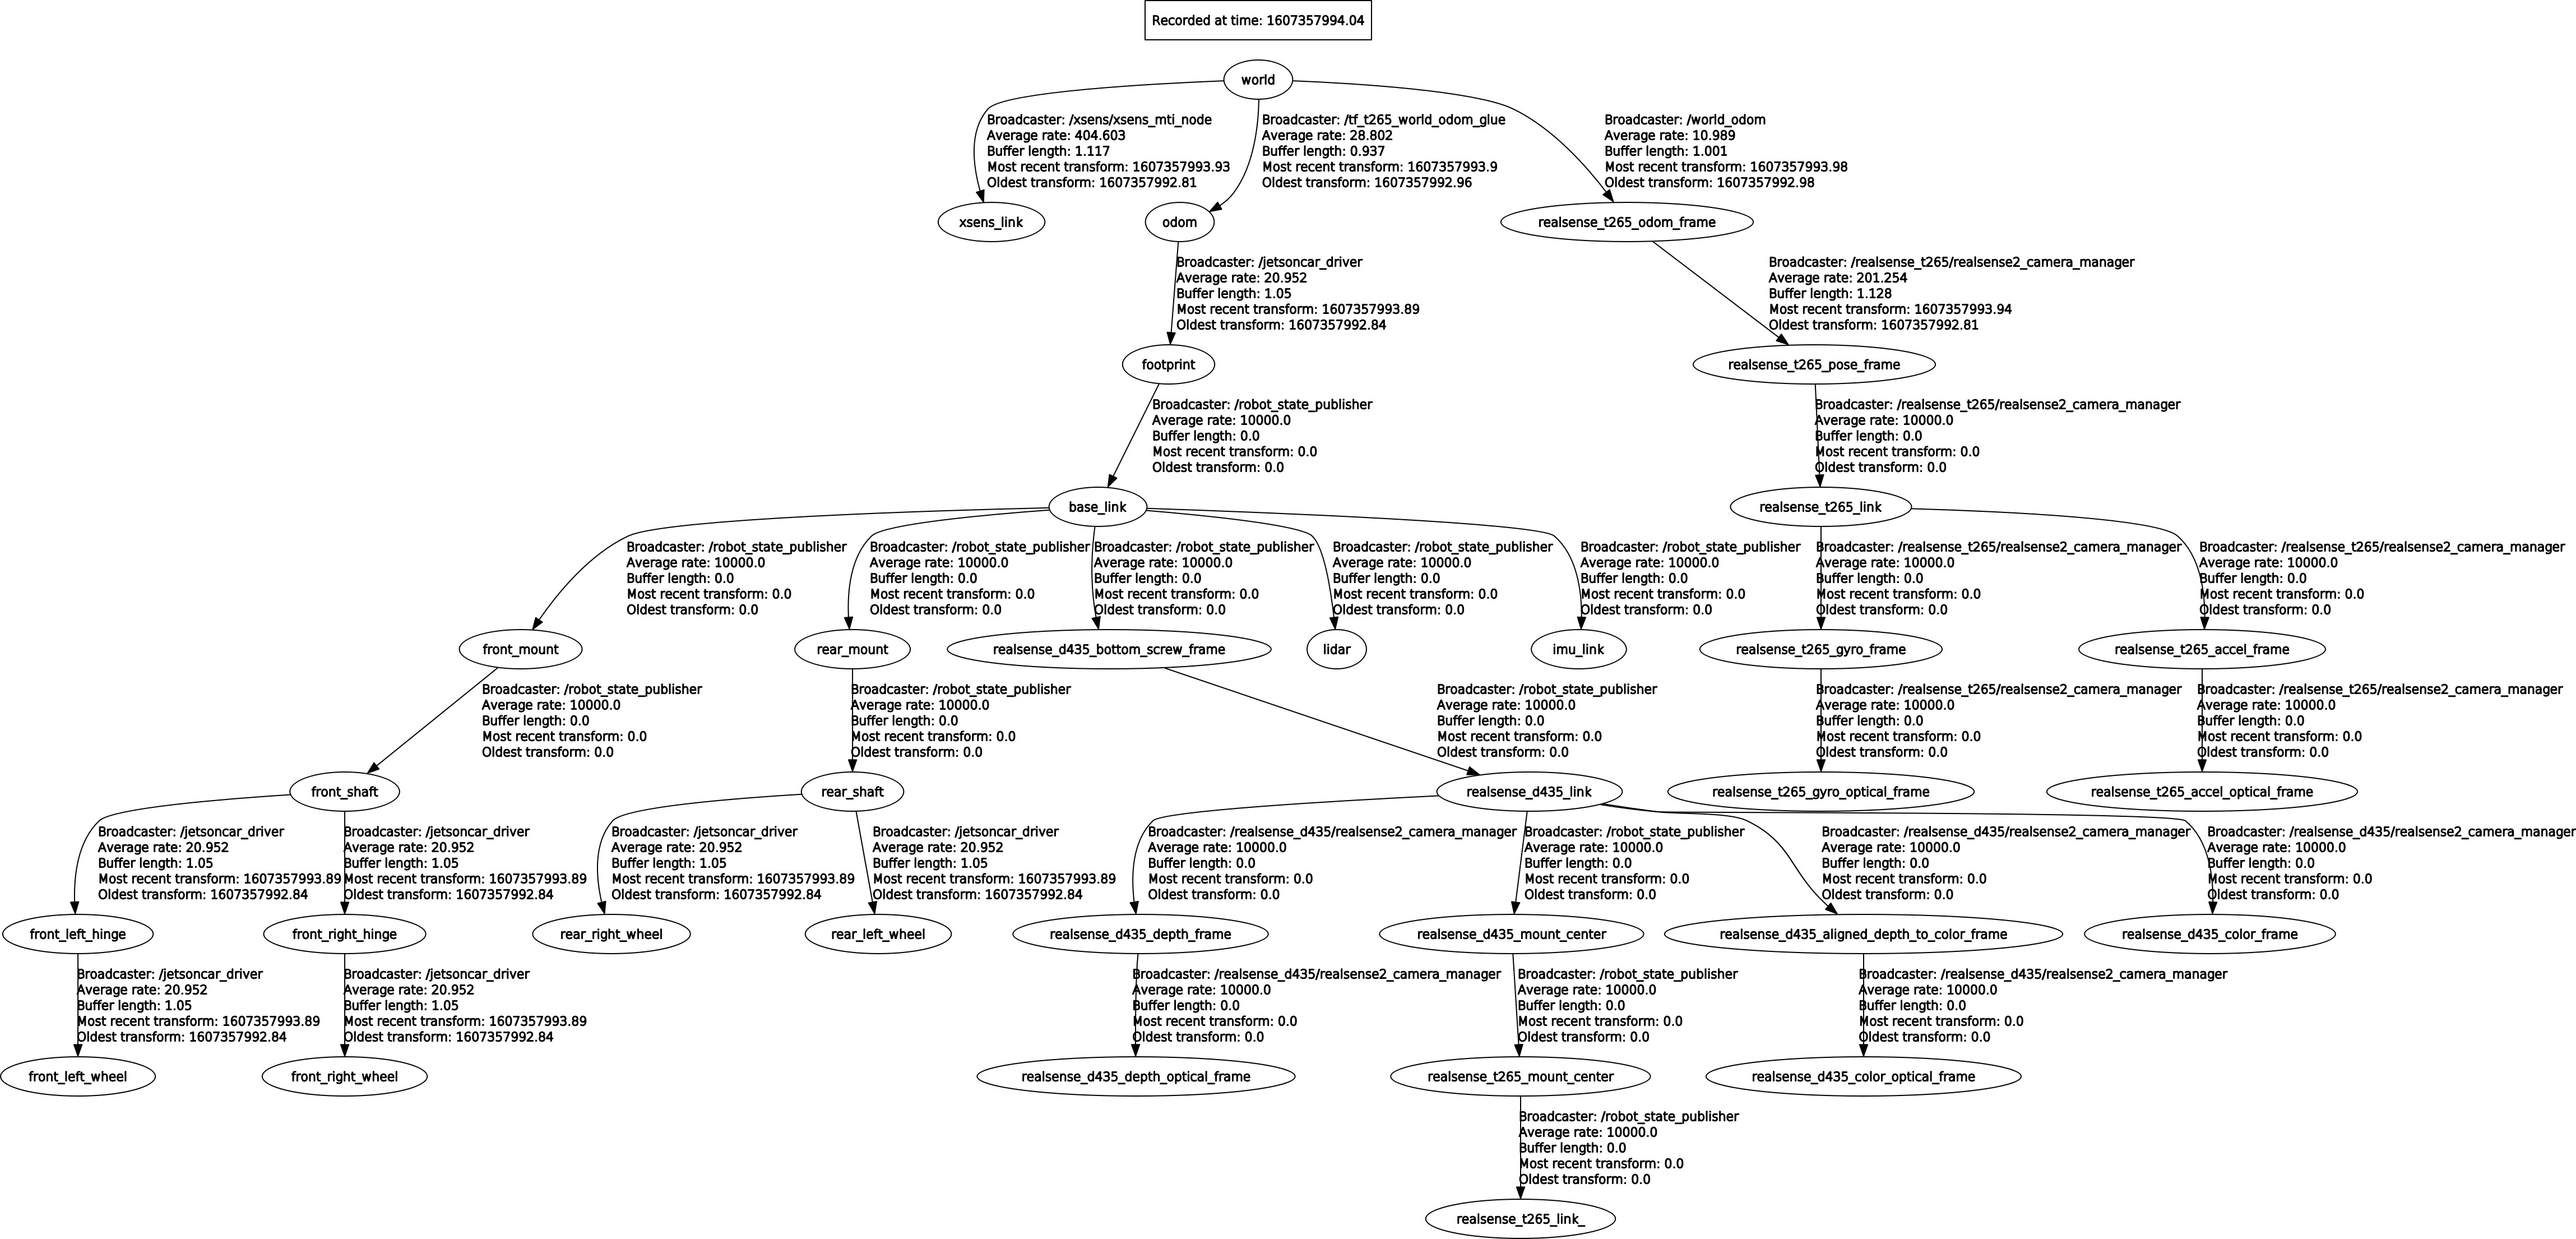 Recorded at time: 1607357994.04
world
Broadcaster: /xsens/xsens_mti_node
Average rate: 404.603
Buffer length: 1.117
Most recent transform: 1607357993.93
Oldest transform: 1607357992.81
Broadcaster: /tf_t265_world_odom_glue
Average rate: 28.802
Buffer length: 0.937
Most recent transform: 1607357993.9
Oldest transform: 1607357992.96
Broadcaster: /world_odom
Average rate: 10.989
Buffer length: 1.001
Most recent transform: 1607357993.98
Oldest transform: 1607357992.98
xsens_link
odom
realsense_t265_odom_frame
Broadcaster: /jetsoncar_driver
Average rate: 20.952
Buffer length: 1.05
Most recent transform: 1607357993.89
Oldest transform: 1607357992.84
Broadcaster: /realsense_t265/realsense2_camera_manager
Average rate: 201.254
Buffer length: 1.128
Most recent transform: 1607357993.94
Oldest transform: 1607357992.81
footprint
realsense_t265_pose_frame
Broadcaster: /robot_state_publisher
Average rate: 10000.0
Buffer length: 0.0
Most recent transform: 0.0
Oldest transform: 0.0
Broadcaster: /realsense_t265/realsense2_camera_manager
Average rate: 10000.0
Buffer length: 0.0
Most recent transform: 0.0
Oldest transform: 0.0
base_link
realsense_t265_link
Broadcaster: /robot_state_publisher
Average rate: 10000.0
Buffer length: 0.0
Most recent transform: 0.0
Oldest transform: 0.0
Broadcaster: /robot_state_publisher
Average rate: 10000.0
Buffer length: 0.0
Most recent transform: 0.0
Oldest transform: 0.0
Broadcaster: /robot_state_publisher
Average rate: 10000.0
Buffer length: 0.0
Most recent transform: 0.0
Oldest transform: 0.0
Broadcaster: /robot_state_publisher
Average rate: 10000.0
Buffer length: 0.0
Most recent transform: 0.0
Oldest transform: 0.0
Broadcaster: /robot_state_publisher
Average rate: 10000.0
Buffer length: 0.0
Most recent transform: 0.0
Oldest transform: 0.0
Broadcaster: /realsense_t265/realsense2_camera_manager
Average rate: 10000.0
Buffer length: 0.0
Most recent transform: 0.0
Oldest transform: 0.0
Broadcaster: /realsense_t265/realsense2_camera_manager
Average rate: 10000.0
Buffer length: 0.0
Most recent transform: 0.0
Oldest transform: 0.0
front_mount
rear_mount
realsense_d435_bottom_screw_frame
lidar
imu_link
realsense_t265_gyro_frame
realsense_t265_accel_frame
Broadcaster: /robot_state_publisher
Average rate: 10000.0
Buffer length: 0.0
Most recent transform: 0.0
Oldest transform: 0.0
Broadcaster: /robot_state_publisher
Average rate: 10000.0
Buffer length: 0.0
Most recent transform: 0.0
Oldest transform: 0.0
Broadcaster: /robot_state_publisher
Average rate: 10000.0
Buffer length: 0.0
Most recent transform: 0.0
Oldest transform: 0.0
Broadcaster: /realsense_t265/realsense2_camera_manager
Average rate: 10000.0
Buffer length: 0.0
Most recent transform: 0.0
Oldest transform: 0.0
Broadcaster: /realsense_t265/realsense2_camera_manager
Average rate: 10000.0
Buffer length: 0.0
Most recent transform: 0.0
Oldest transform: 0.0
front_shaft
rear_shaft
realsense_d435_link
realsense_t265_gyro_optical_frame
realsense_t265_accel_optical_frame
Broadcaster: /jetsoncar_driver
Average rate: 20.952
Buffer length: 1.05
Most recent transform: 1607357993.89
Oldest transform: 1607357992.84
Broadcaster: /jetsoncar_driver
Average rate: 20.952
Buffer length: 1.05
Most recent transform: 1607357993.89
Oldest transform: 1607357992.84
Broadcaster: /jetsoncar_driver
Average rate: 20.952
Buffer length: 1.05
Most recent transform: 1607357993.89
Oldest transform: 1607357992.84
Broadcaster: /jetsoncar_driver
Average rate: 20.952
Buffer length: 1.05
Most recent transform: 1607357993.89
Oldest transform: 1607357992.84
Broadcaster: /realsense_d435/realsense2_camera_manager
Average rate: 10000.0
Buffer length: 0.0
Most recent transform: 0.0
Oldest transform: 0.0
Broadcaster: /robot_state_publisher
Average rate: 10000.0
Buffer length: 0.0
Most recent transform: 0.0
Oldest transform: 0.0
Broadcaster: /realsense_d435/realsense2_camera_manager
Average rate: 10000.0
Buffer length: 0.0
Most recent transform: 0.0
Oldest transform: 0.0
Broadcaster: /realsense_d435/realsense2_camera_manager
Average rate: 10000.0
Buffer length: 0.0
Most recent transform: 0.0
Oldest transform: 0.0
front_left_hinge
front_right_hinge
rear_right_wheel
rear_left_wheel
realsense_d435_depth_frame
realsense_d435_mount_center
realsense_d435_aligned_depth_to_color_frame
realsense_d435_color_frame
Broadcaster: /jetsoncar_driver
Average rate: 20.952
Buffer length: 1.05
Most recent transform: 1607357993.89
Oldest transform: 1607357992.84
Broadcaster: /jetsoncar_driver
Average rate: 20.952
Buffer length: 1.05
Most recent transform: 1607357993.89
Oldest transform: 1607357992.84
Broadcaster: /realsense_d435/realsense2_camera_manager
Average rate: 10000.0
Buffer length: 0.0
Most recent transform: 0.0
Oldest transform: 0.0
Broadcaster: /robot_state_publisher
Average rate: 10000.0
Buffer length: 0.0
Most recent transform: 0.0
Oldest transform: 0.0
Broadcaster: /realsense_d435/realsense2_camera_manager
Average rate: 10000.0
Buffer length: 0.0
Most recent transform: 0.0
Oldest transform: 0.0
front_left_wheel
front_right_wheel
realsense_d435_depth_optical_frame
realsense_t265_mount_center
realsense_d435_color_optical_frame
Broadcaster: /robot_state_publisher
Average rate: 10000.0
Buffer length: 0.0
Most recent transform: 0.0
Oldest transform: 0.0
realsense_t265_link_